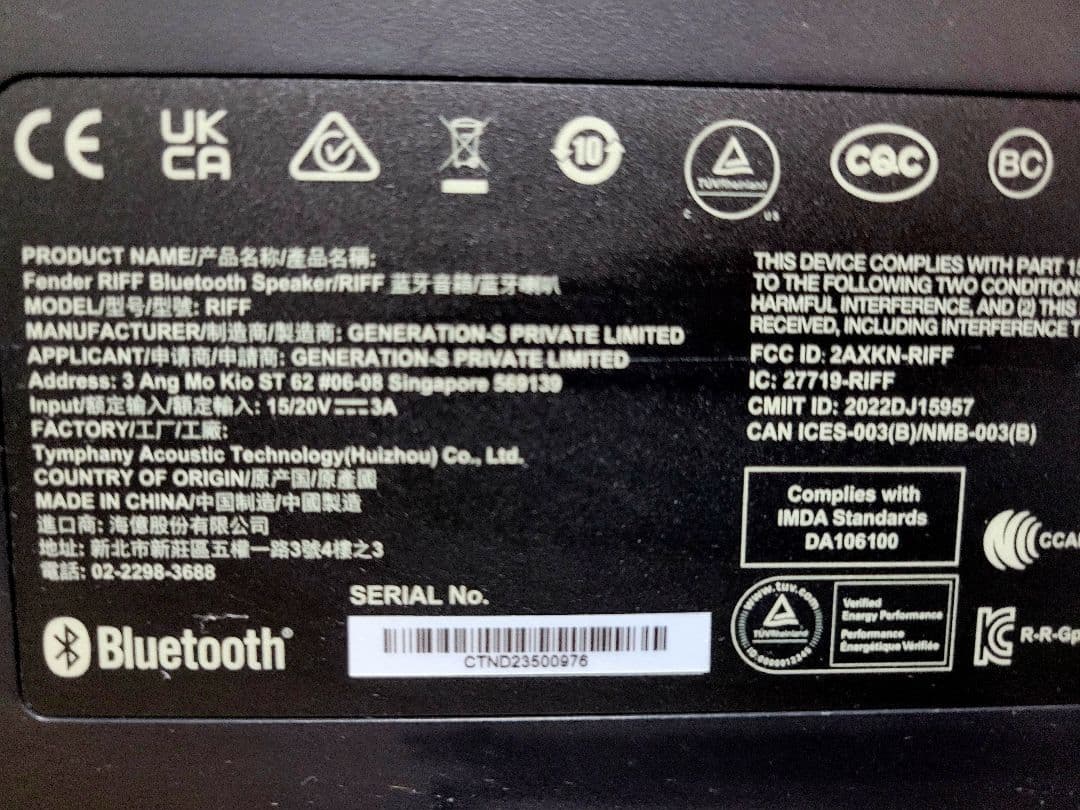 CE
UK
CA
10
TÜVRheinland
C US
CQC
BC
PRODUCT NAME/产品名称/產品名稱:
Fender RIFF Bluetooth Speaker/RIFF 蓝牙音箱/藍牙喇叭
MODEL/型号/型號: RIFF
MANUFACTURER/制造商/製造商: GENERATION-S PRIVATE LIMITED
APPLICANT/申请商/申請商: GENERATION-S PRIVATE LIMITED
Address: 3 Ang Mo Kio ST 62 #06-08 Singapore 569139
Input/额定输入/額定輸入: 15/20V⎓3A
FACTORY/工厂/工廠:
Tymphany Acoustic Technology(Huizhou) Co., Ltd.
COUNTRY OF ORIGIN/原产国/原產國
MADE IN CHINA/中国制造/中國製造
進口商: 海億股份有限公司
地址: 新北市新莊區五權一路3號4樓之3
電話: 02-2298-3688
Bluetooth®
SERIAL No.
CTND23500976
THIS DEVICE COMPLIES WITH PART 15
TO THE FOLLOWING TWO CONDITION
HARMFUL INTERFERENCE, AND (2) THIS
RECEIVED, INCLUDING INTERFERENCE T
FCC ID: 2AXKN-RIFF
IC: 27719-RIFF
CMIIT ID: 2022DJ15957
CAN ICES-003(B)/NMB-003(B)
Complies with
IMDA Standards
DA106100
CCA
www.tuv.com
TÜVRheinland
Verified
Energy Performance
Performance
Énergétique Vérifiée
R-R-Gp